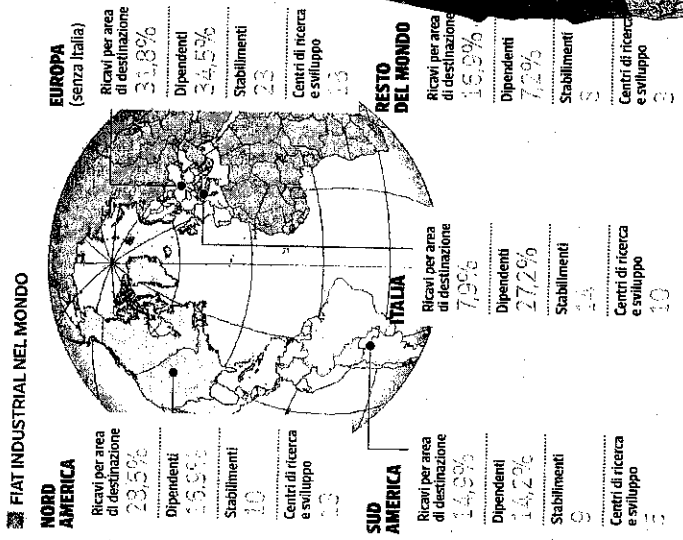 FIAT INDUSTRIAL NEL MONDO
NORD
AMERICA
Ricavi per area
di destinazione
28,5%
Dipendenti
16,9%
Stabilimenti
10
Centri di ricerca
e sviluppo
EUROPA
(senza Italia)
Ricavi per area
di destinazione
31,8%
Dipendenti
34,5%
Stabilimenti
23
Centri di ricerca
e sviluppo
SUD
AMERICA
Ricavi per area
di destinazione
14,9%
Dipendenti
14,2%
Stabilimenti
9
Centri di ricerca
e sviluppo
ITALIA
Ricavi per area
di destinazione
7,9%
Dipendenti
27,2%
Stabilimenti
14
Centri di ricerca
e sviluppo
10
RESTO
DEL MONDO
Ricavi per area
di destinazione
16,9%
Dipendenti
7,2%
Stabilimenti
Centri di ricerca
e sviluppo